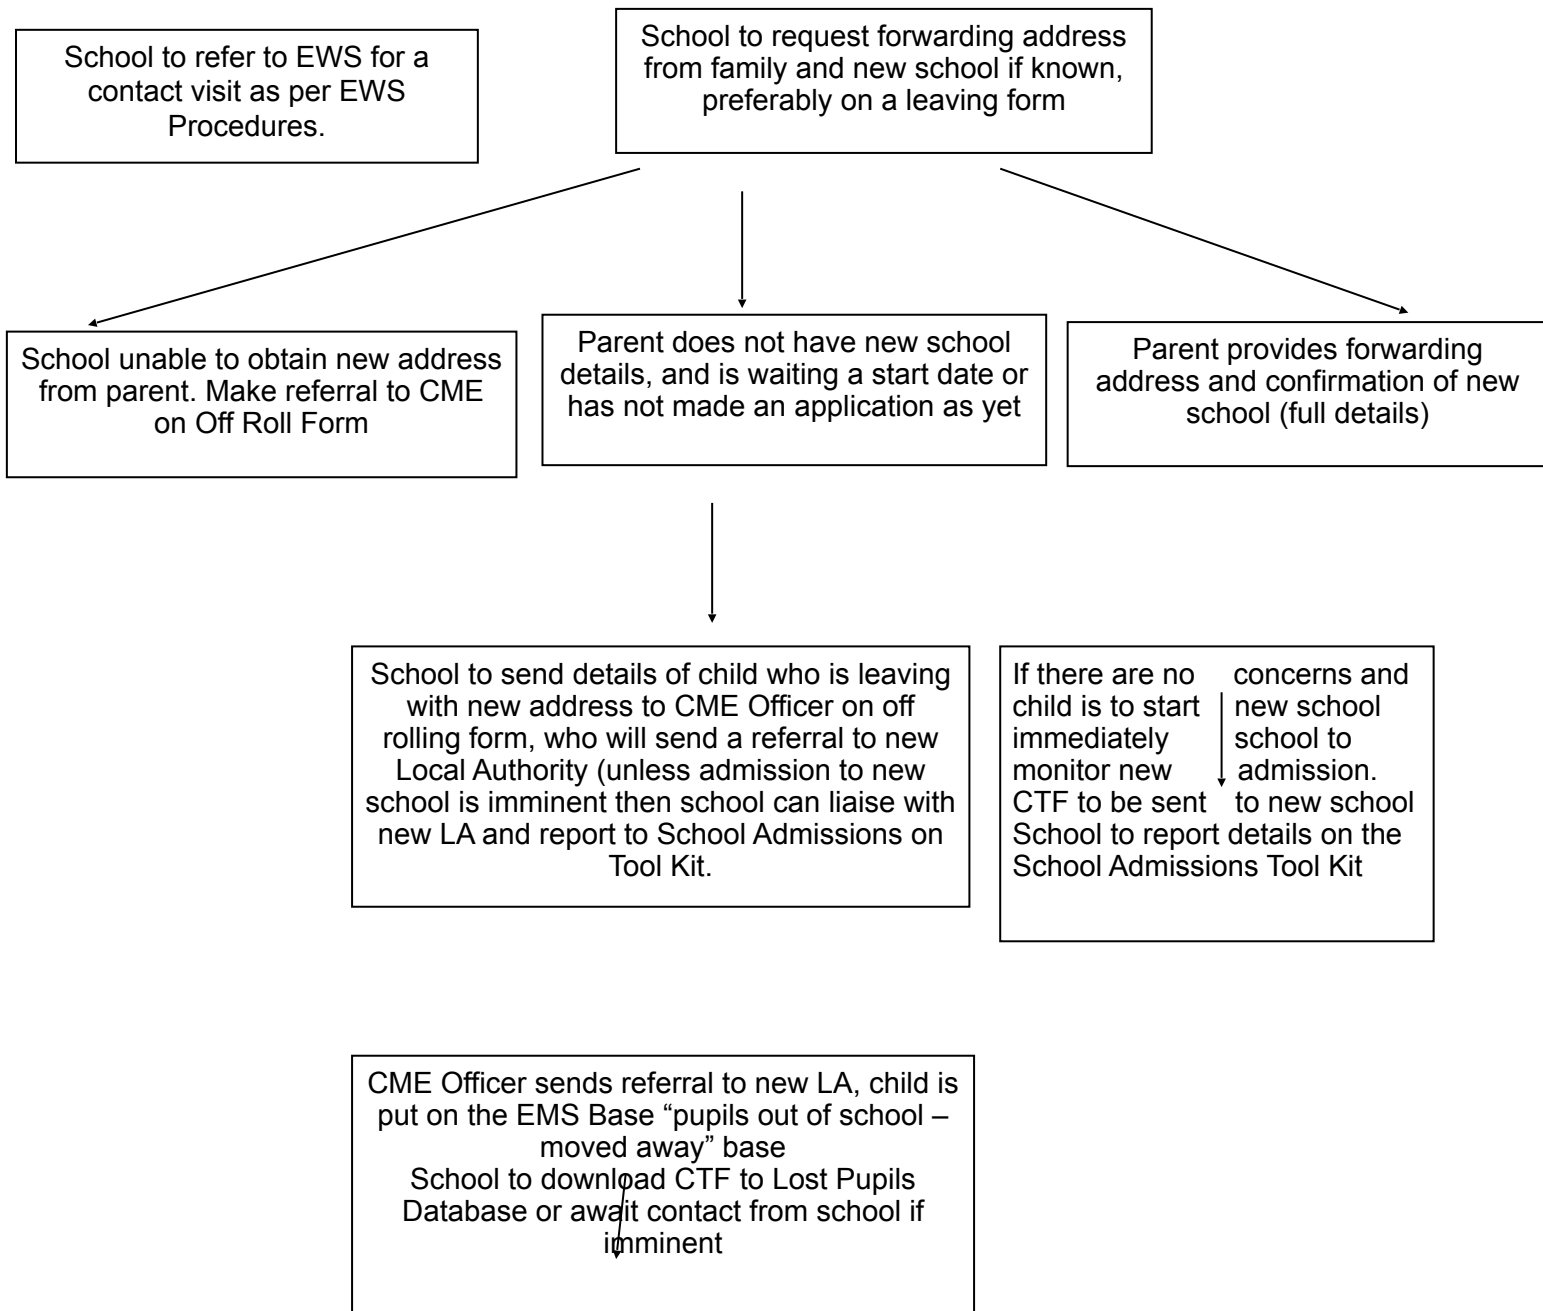 School to refer to EWS for a
contact visit as per EWS
Procedures.
School to request forwarding address
from family and new school if known,
preferably on a leaving form
School unable to obtain new address
from parent. Make referral to CME
on Off Roll Form
Parent does not have new school
details, and is waiting a start date or
has not made an application as yet
Parent provides forwarding
address and confirmation of new
school (full details)
School to send details of child who is leaving
with new address to CME Officer on off
rolling form, who will send a referral to new
Local Authority (unless admission to new
school is imminent then school can liaise with
new LA and report to School Admissions on
Tool Kit.
If there are no concerns and
child is to start new school
immediately school to
monitor new admission.
CTF to be sent to new school
School to report details on the
School Admissions Tool Kit
CME Officer sends referral to new LA, child is
put on the EMS Base “pupils out of school –
moved away” base
School to download CTF to Lost Pupils
Database or await contact from school if
imminent